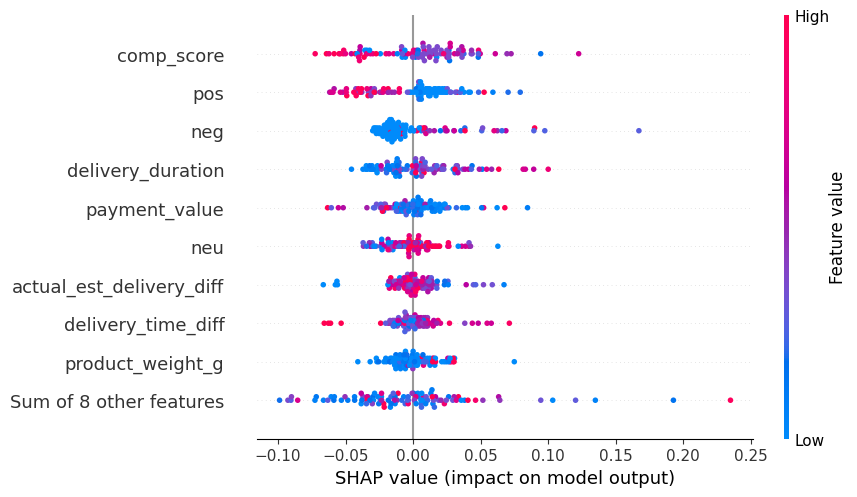 High
comp_score
pos
neg
delivery_duration
payment_value
neu
actual_est_delivery_diff
delivery_time_diff
product_weight_g
Sum of 8 other features
Feature value
Low
−0.10 −0.05 0.00 0.05 0.10 0.15 0.20 0.25
SHAP value (impact on model output)